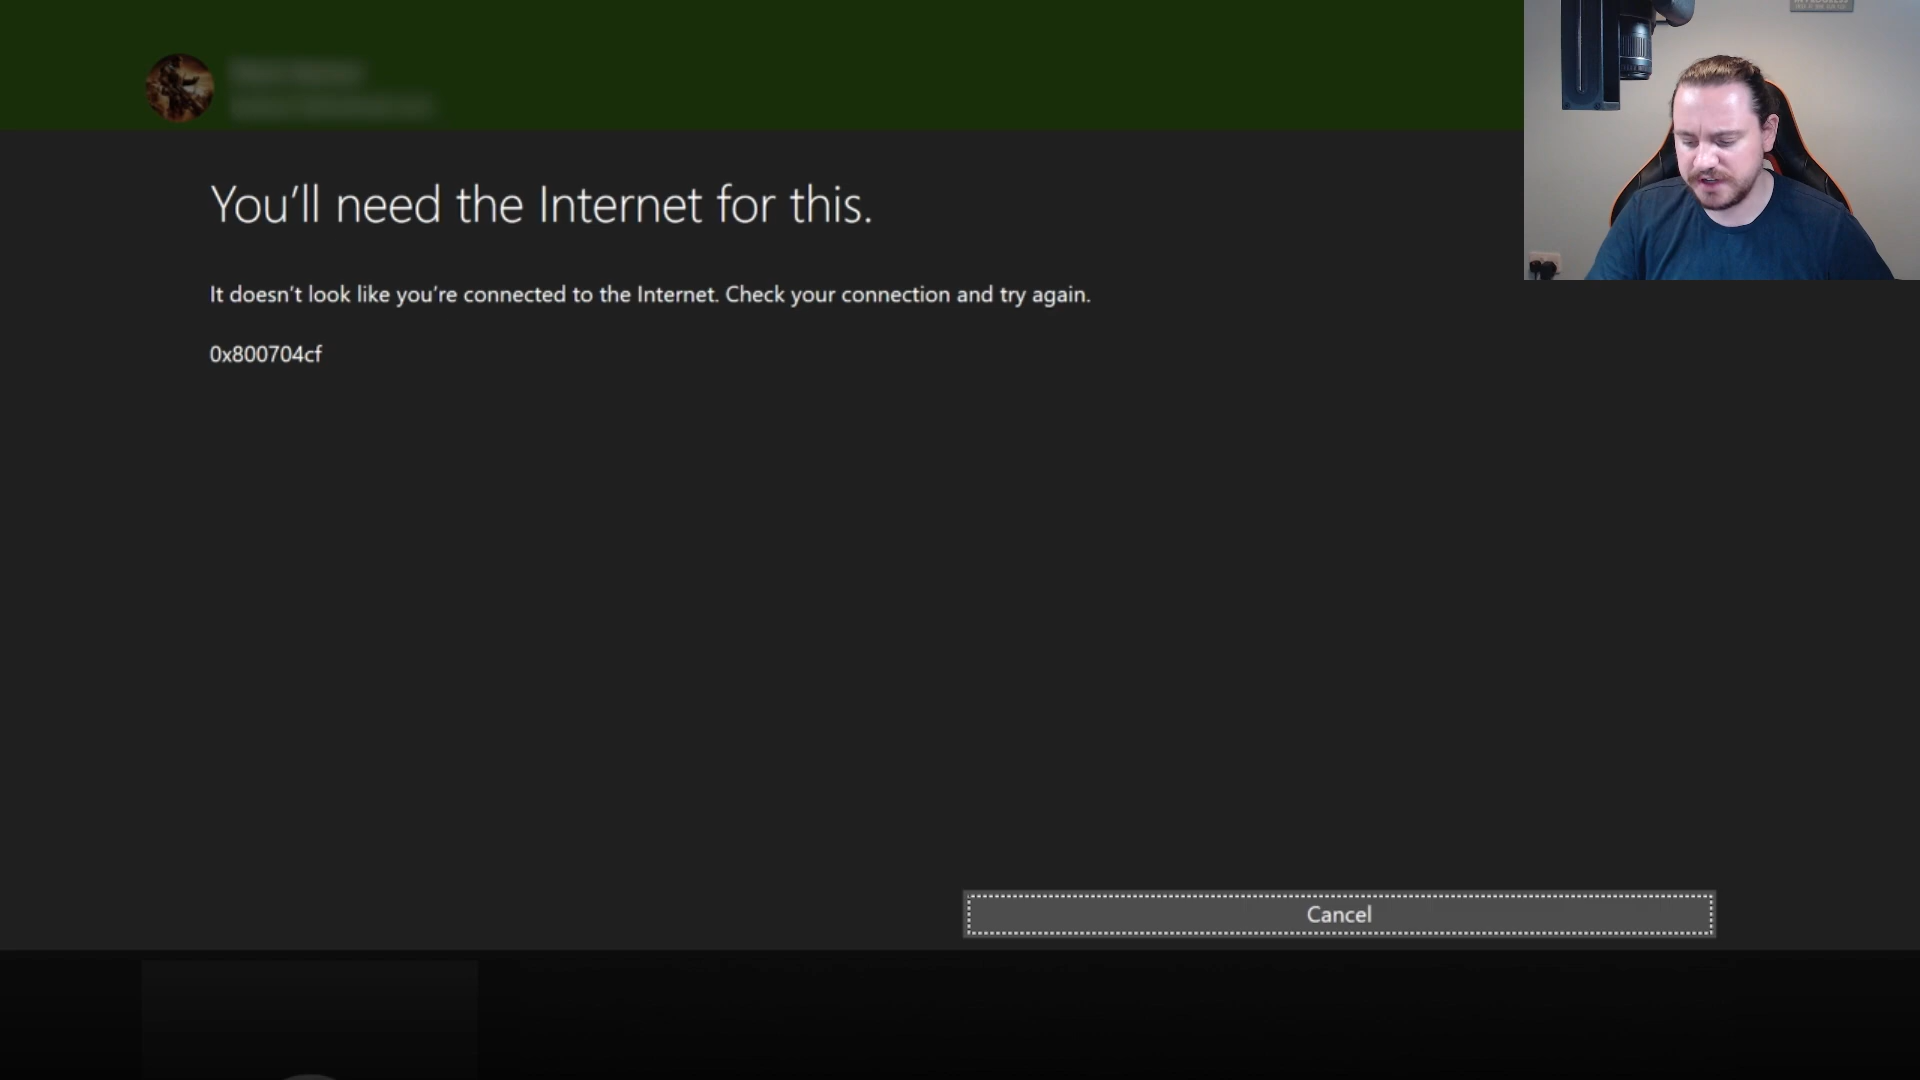 You'll need the Internet for this.
It doesn't look like you're connected to the Internet. Check your connection and try again.
0x800704cf
Cancel